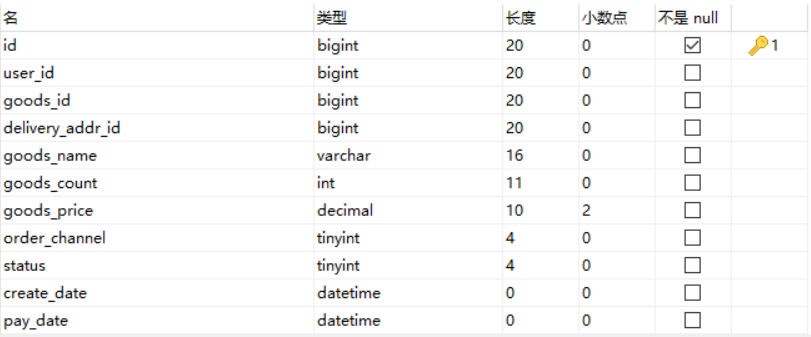 名 类型 长度 小数点 不是 null
id bigint 20 0 1
user_id bigint 20 0
goods_id bigint 20 0
delivery_addr_id bigint 20 0
goods_name varchar 16 0
goods_count int 11 0
goods_price decimal 10 2
order_channel tinyint 4 0
status tinyint 4 0
create_date datetime 0 0
pay_date datetime 0 0